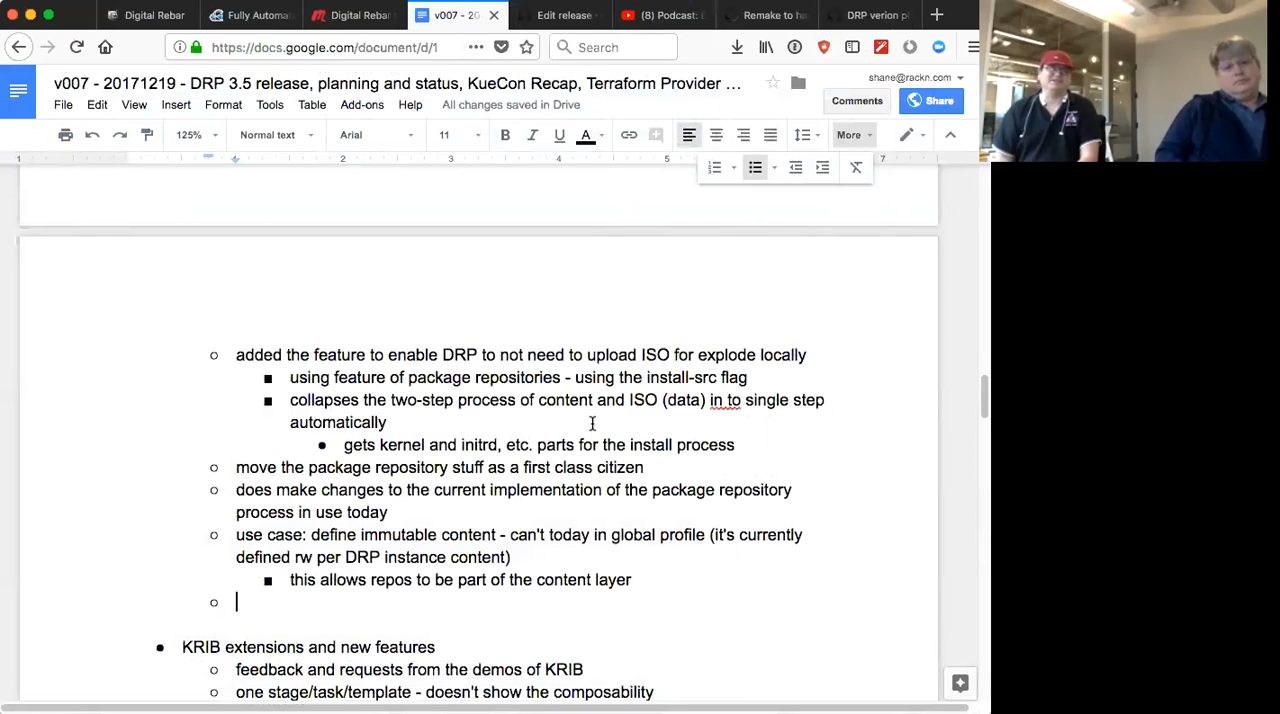 Digital Rebar
Fully Automa
Digital Rebar
v007 - 20
Edit release
(8) Podcast:
Remake to ha
DRP verion pl
https://docs.google.com/document/d/1
Search
v007 - 20171219 - DRP 3.5 release, planning and status, KueCon Recap, Terraform Provider ...
shane@rackn.com
File Edit View Insert Format Tools Table Add-ons Help All changes saved in Drive
Comments
Share
125% Normal text Arial 11 B I U A More
1 2 3 4 5 7
added the feature to enable DRP to not need to upload ISO for explode locally
using feature of package repositories - using the install-src flag
collapses the two-step process of content and ISO (data) in to single step
automatically
gets kernel and initrd, etc. parts for the install process
move the package repository stuff as a first class citizen
does make changes to the current implementation of the package repository
process in use today
use case: define immutable content - can't today in global profile (it's currently
defined rw per DRP instance content)
this allows repos to be part of the content layer
KRIB extensions and new features
feedback and requests from the demos of KRIB
one stage/task/template - doesn't show the composability